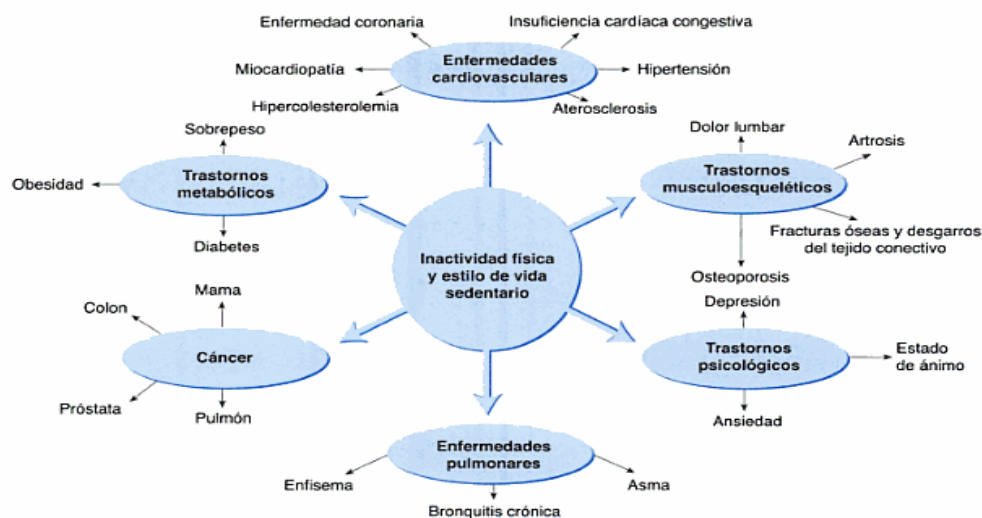 Enfermedad coronaria
Insuficiencia cardíaca congestiva
Miocardiopatía
Enfermedades
cardiovasculares
Hipertensión
Hipercolesterolemia
Aterosclerosis
Sobrepeso
Obesidad
Trastornos
metabólicos
Diabetes
Dolor lumbar
Artrosis
Trastornos
musculoesqueléticos
Fracturas óseas y desgarros
del tejido conectivo
Osteoporosis
Inactividad física
y estilo de vida
sedentario
Mama
Colon
Cáncer
Próstata
Pulmón
Depresión
Trastornos
psicológicos
Estado
de ánimo
Ansiedad
Enfermedades
pulmonares
Enfisema
Bronquitis crónica
Asma